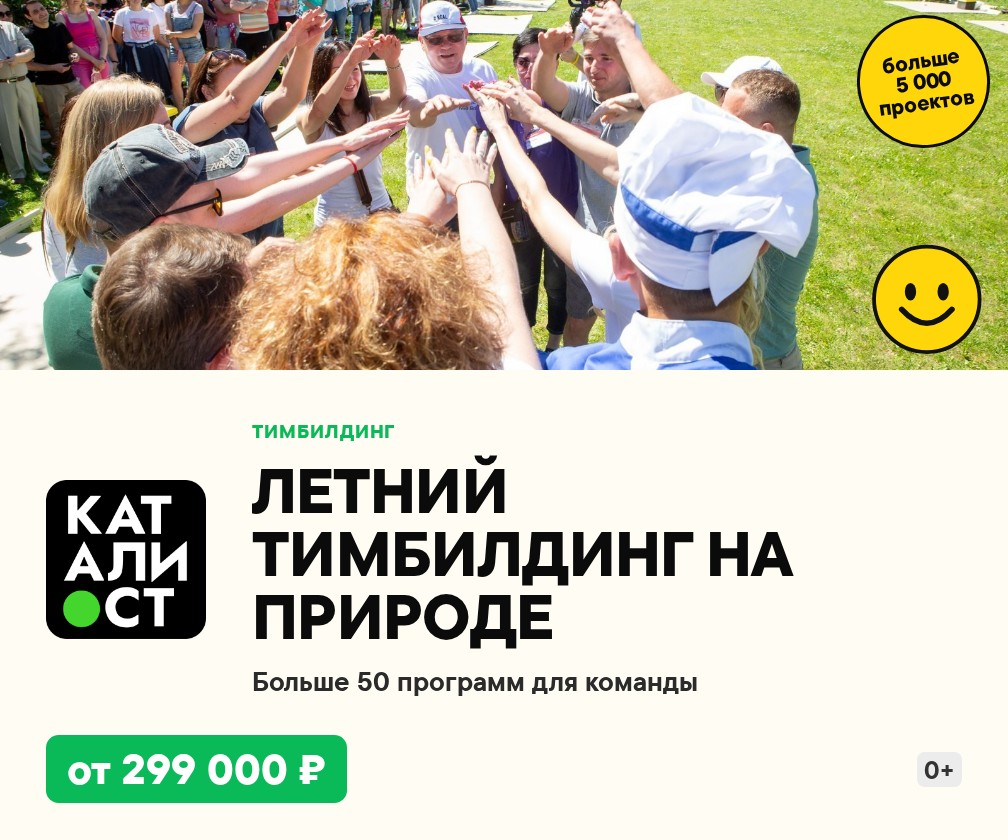 больше
5 000
проектов
ТИМБИЛДИНГ
ЛЕТНИЙ
ТИМБИЛДИНГ НА
ПРИРОДЕ
КАТ
АЛИ
СТ
Больше 50 программ для команды
от 299 000 ₽
0+